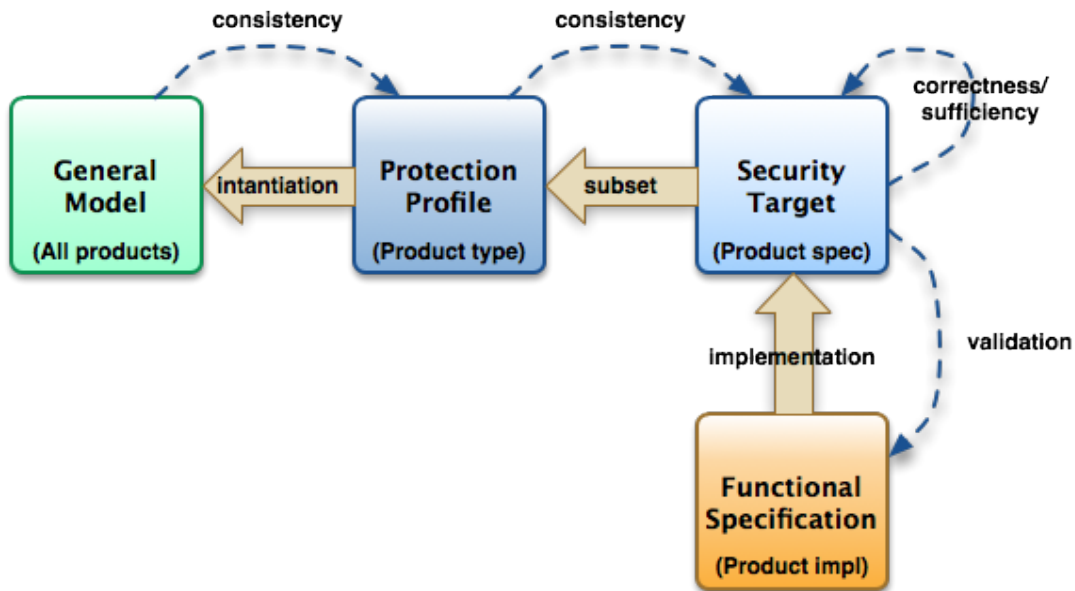 consistency
consistency
correctness/
sufficiency
General
Model
(All products)
intantiation
Protection
Profile
(Product type)
subset
Security
Target
(Product spec)
implementation
validation
Functional
Specification
(Product impl)